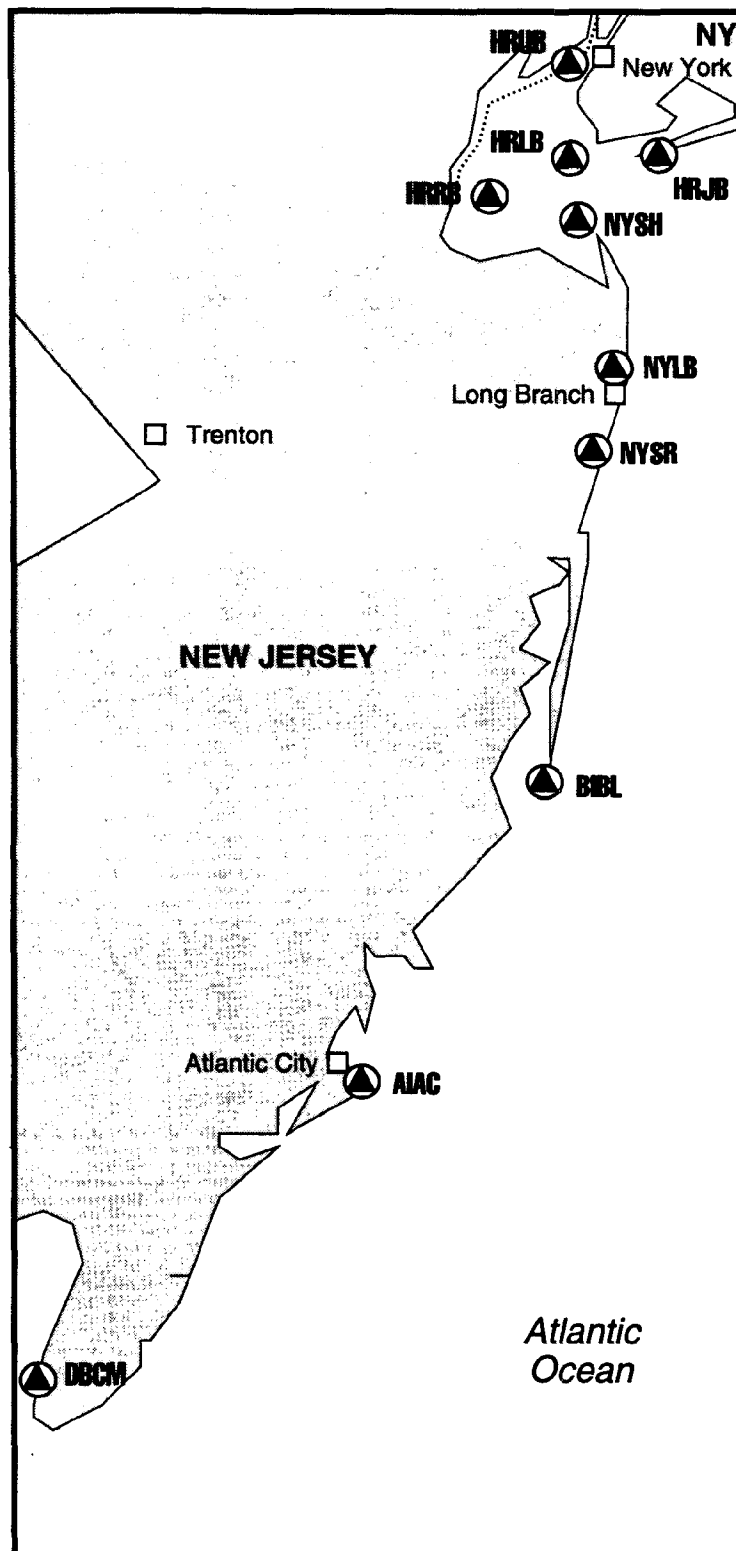 NY
HRUB
New York
HRLB
HRJB
HRRB
NYSH
NYLB
Long Branch
NYSR
Trenton
NEW JERSEY
BIBL
Atlantic City
AIAC
Atlantic
Ocean
DBCM